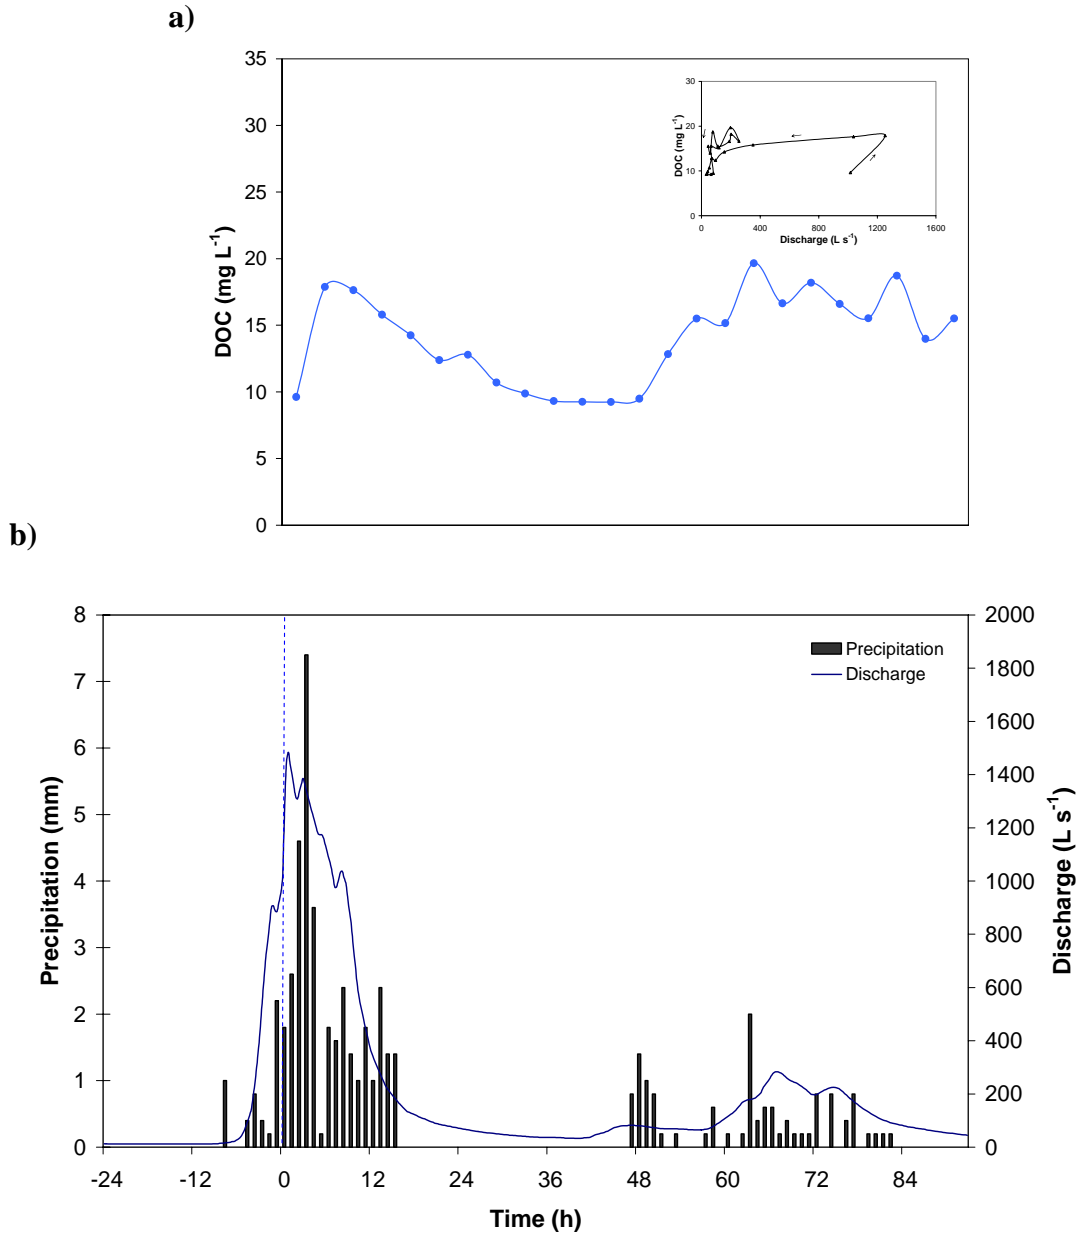 a)
35
30
25
20
15
10
5
0
DOC (mg L⁻¹)
30
20
10
0
DOC (mg L⁻¹)
0 400 800 1200 1600
Discharge (L s⁻¹)
b)
8
7
6
5
4
3
2
1
0
Precipitation (mm)
Precipitation
Discharge
2000
1800
1600
1400
1200
1000
800
600
400
200
0
Discharge (L s⁻¹)
-24 -12 0 12 24 36 48 60 72 84
Time (h)